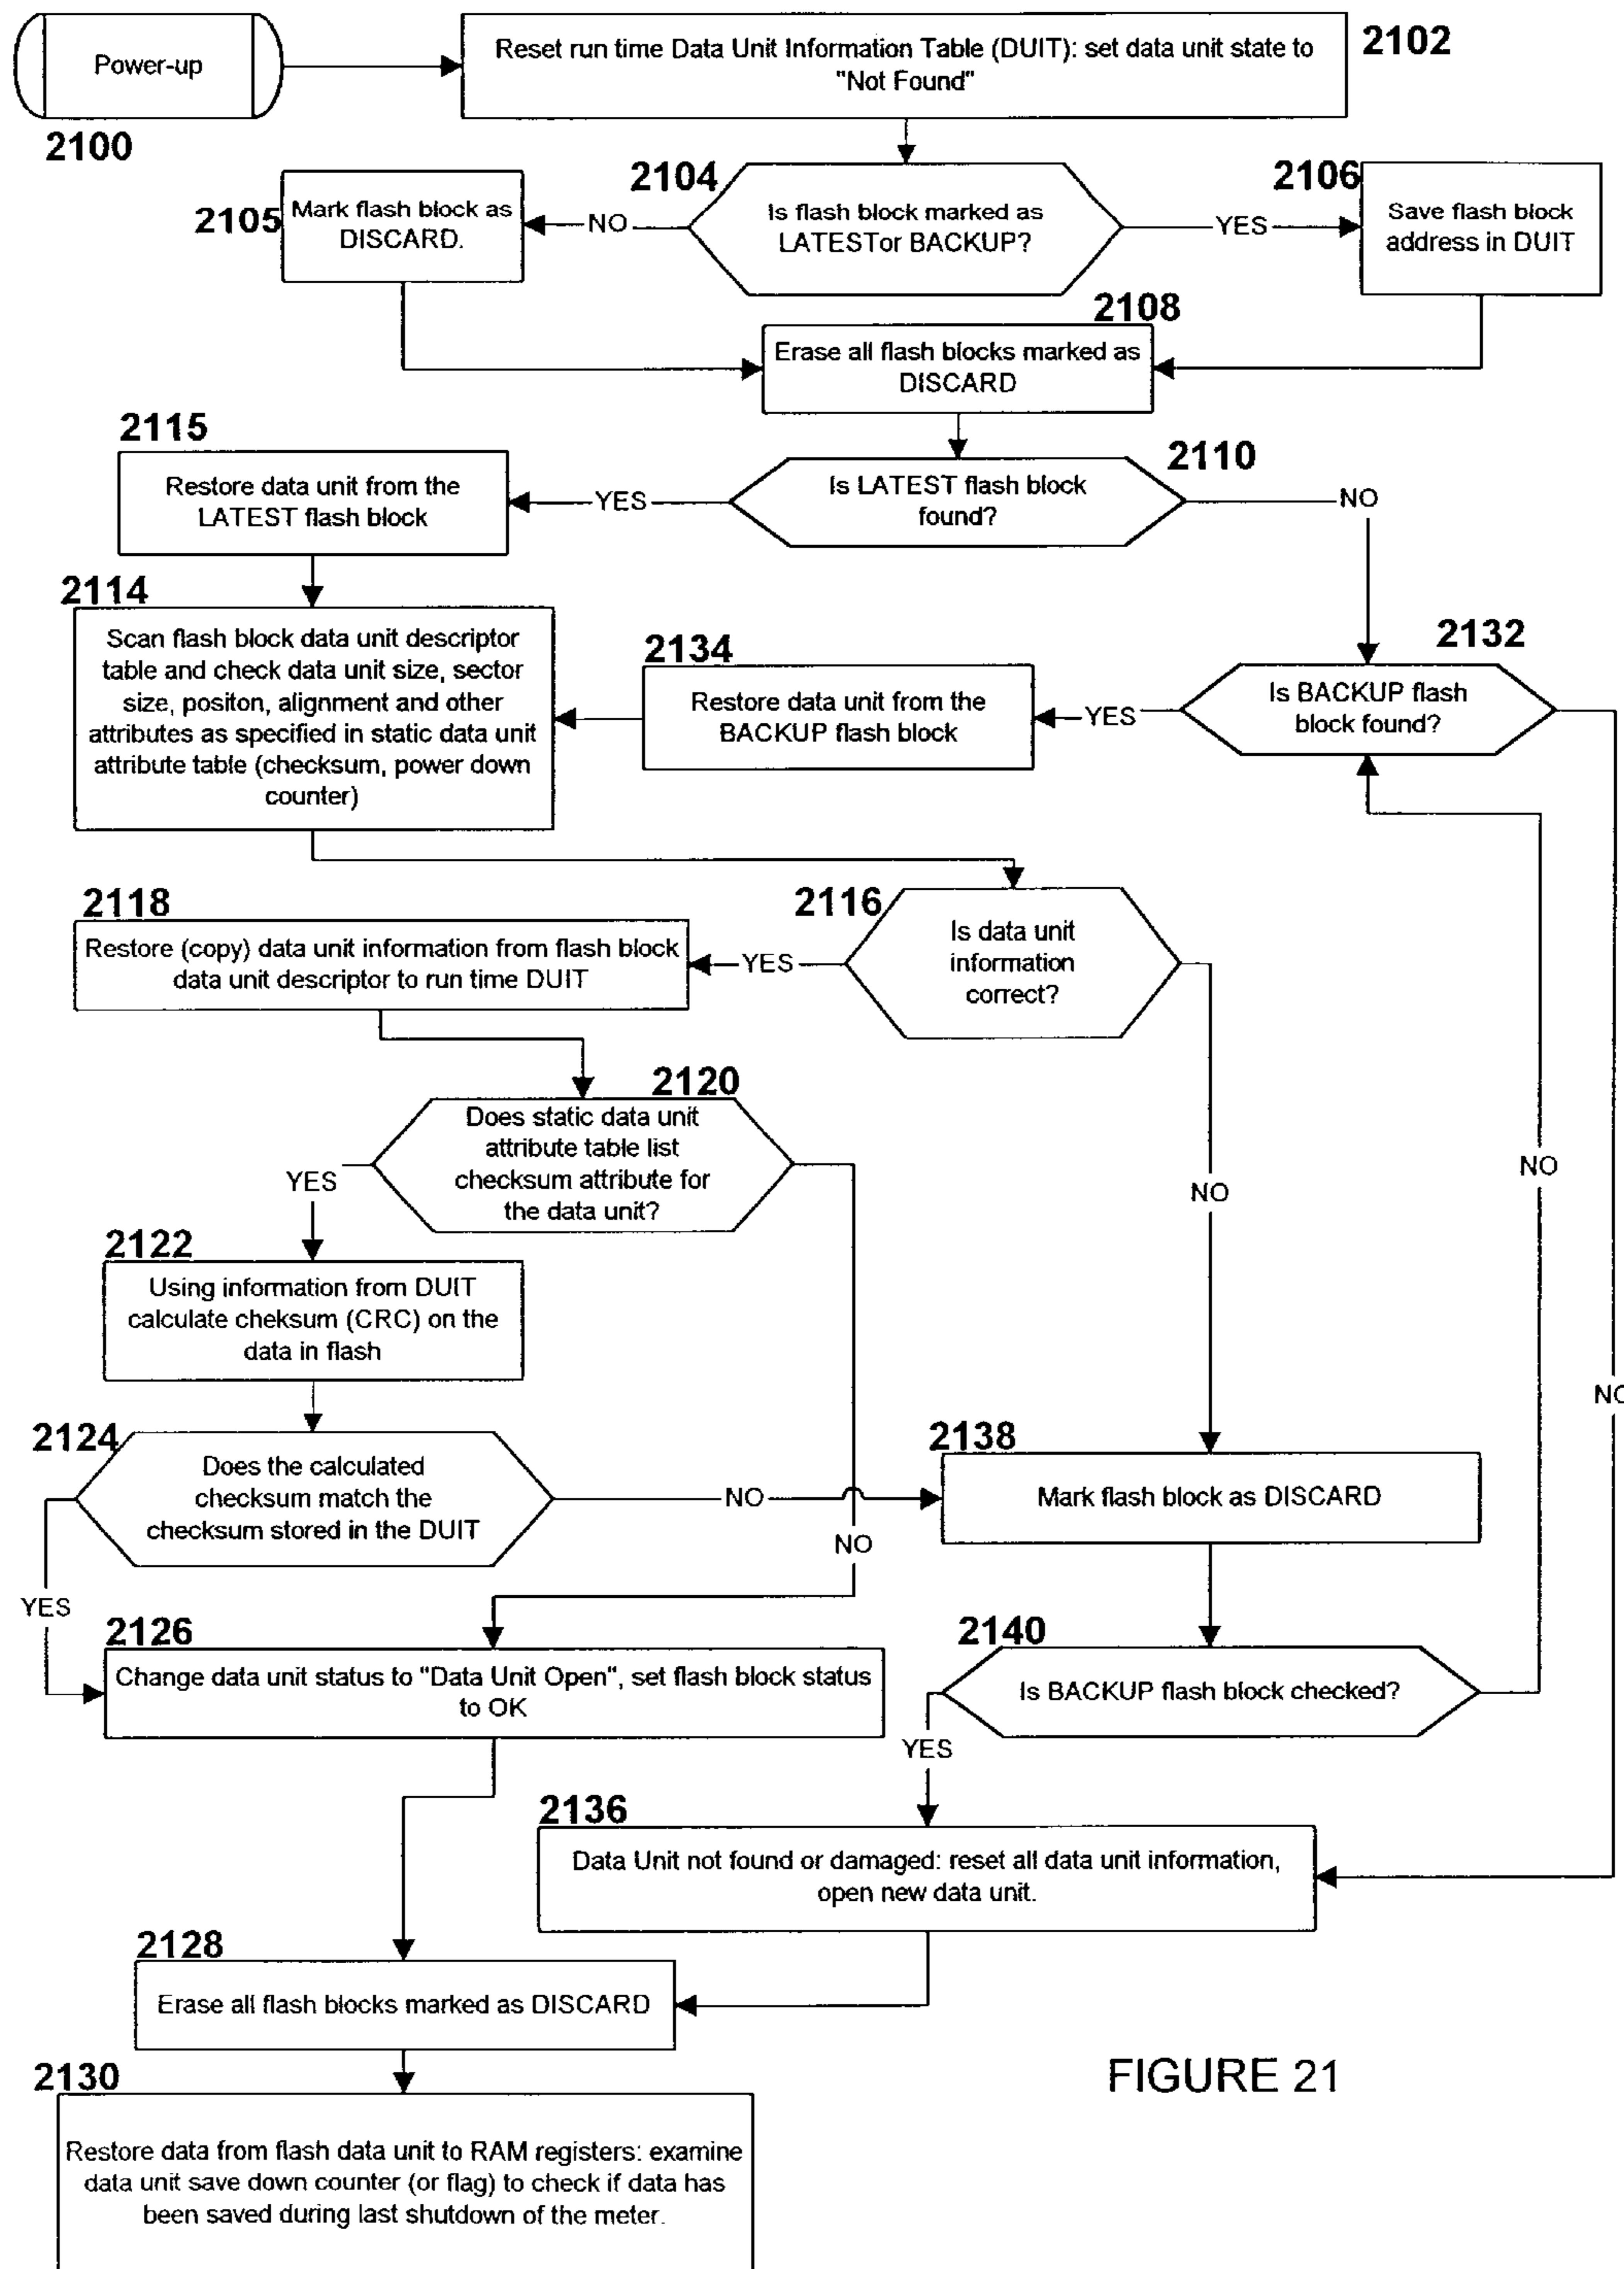 Power-up
2100
Reset run time Data Unit Information Table (DUIT): set data unit state to
"Not Found"
2102
2104
Is flash block marked as
LATESTor BACKUP?
NO
2105
Mark flash block as
DISCARD.
YES
2106
Save flash block
address in DUIT
2108
Erase all flash blocks marked as
DISCARD
2110
Is LATEST flash block
found?
YES
2115
Restore data unit from the
LATEST flash block
NO
2114
Scan flash block data unit descriptor
table and check data unit size, sector
size, positon, alignment and other
attributes as specified in static data unit
attribute table (checksum, power down
counter)
2132
Is BACKUP flash
block found?
YES
2134
Restore data unit from the
BACKUP flash block
NO
2116
Is data unit
information
correct?
YES
2118
Restore (copy) data unit information from flash block
data unit descriptor to run time DUIT
NO
2120
Does static data unit
attribute table list
checksum attribute for
the data unit?
YES
NO
2122
Using information from DUIT
calculate cheksum (CRC) on the
data in flash
2124
Does the calculated
checksum match the
checksum stored in the DUIT
NO
YES
2138
Mark flash block as DISCARD
2126
Change data unit status to "Data Unit Open", set flash block status
to OK
2140
Is BACKUP flash block checked?
NO
YES
2136
Data Unit not found or damaged: reset all data unit information,
open new data unit.
2128
Erase all flash blocks marked as DISCARD
2130
Restore data from flash data unit to RAM registers: examine
data unit save down counter (or flag) to check if data has
been saved during last shutdown of the meter.
FIGURE 21